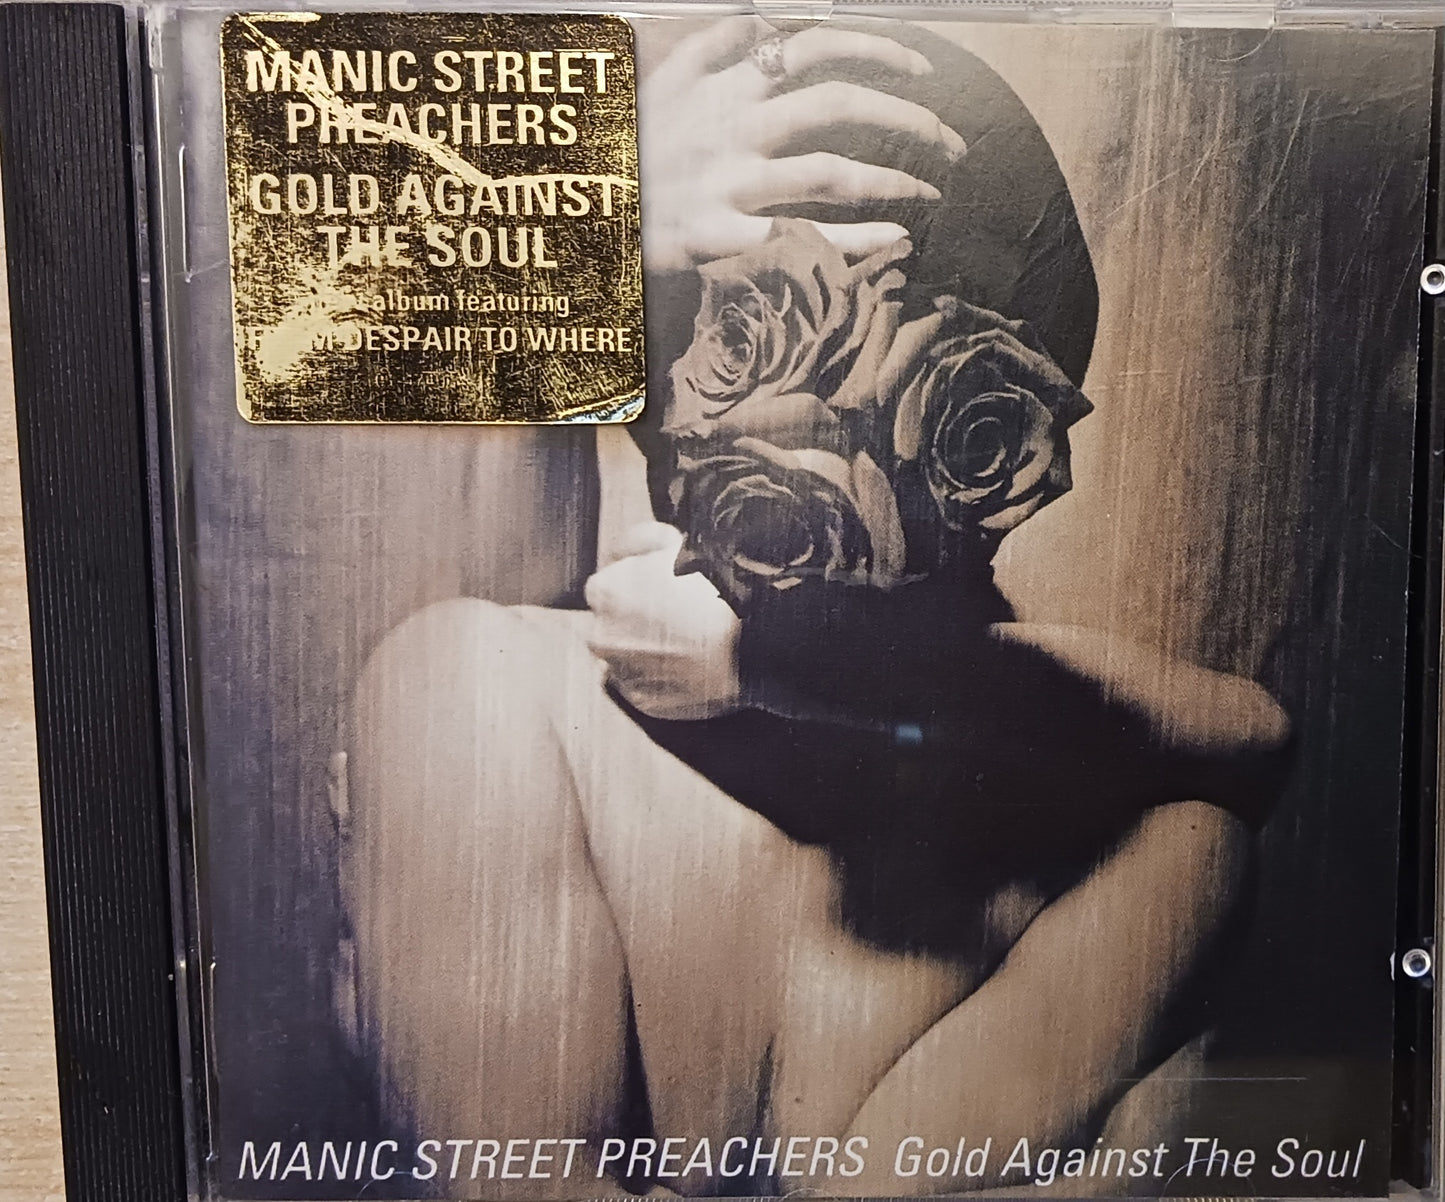 MANIC STREET
PREACHERS
GOLD AGAINST
THE SOUL
album featuring
FROM DESPAIR TO WHERE
MANIC STREET PREACHERS Gold Against The Soul